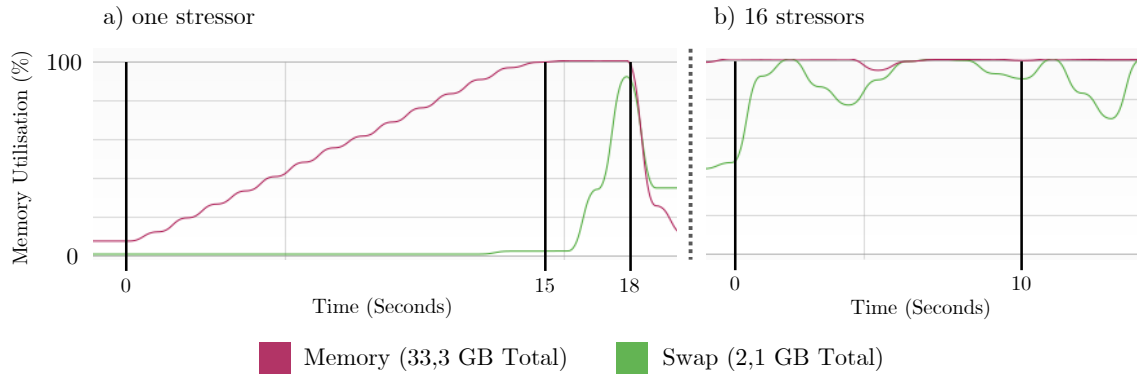 a) one stressor
b) 16 stressors
Memory Utilisation (%)
100
0
0
15
18
Time (Seconds)
0
10
Time (Seconds)
Memory (33,3 GB Total)
Swap (2,1 GB Total)